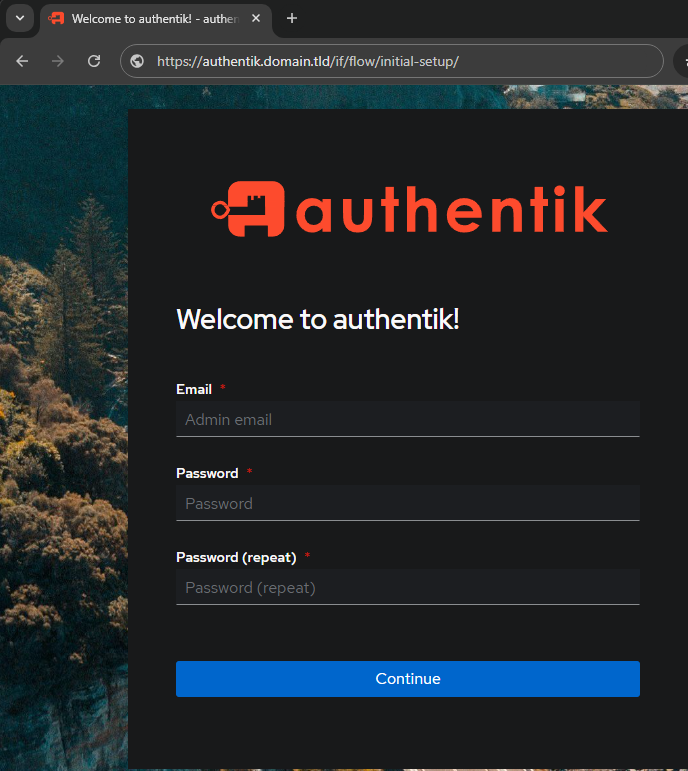 Welcome to authentik! - authen
https://authentik.domain.tld/if/flow/initial-setup/
authentik
Welcome to authentik!
Email *
Admin email
Password *
Password
Password (repeat) *
Password (repeat)
Continue